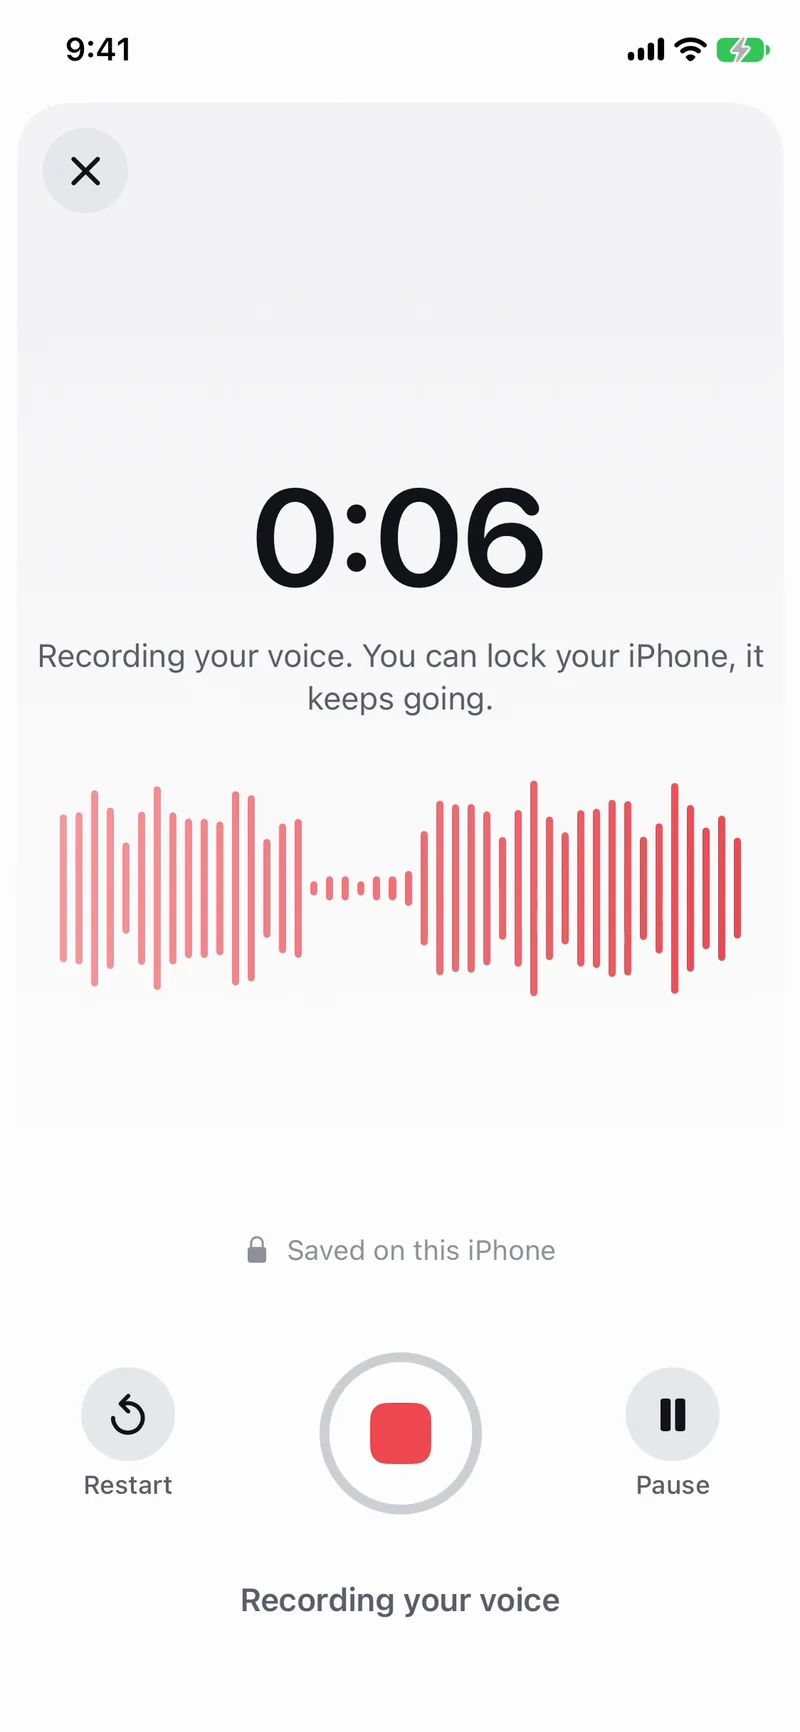 9:41
0:06
Recording your voice. You can lock your iPhone, it
keeps going.
Saved on this iPhone
Restart
Pause
Recording your voice